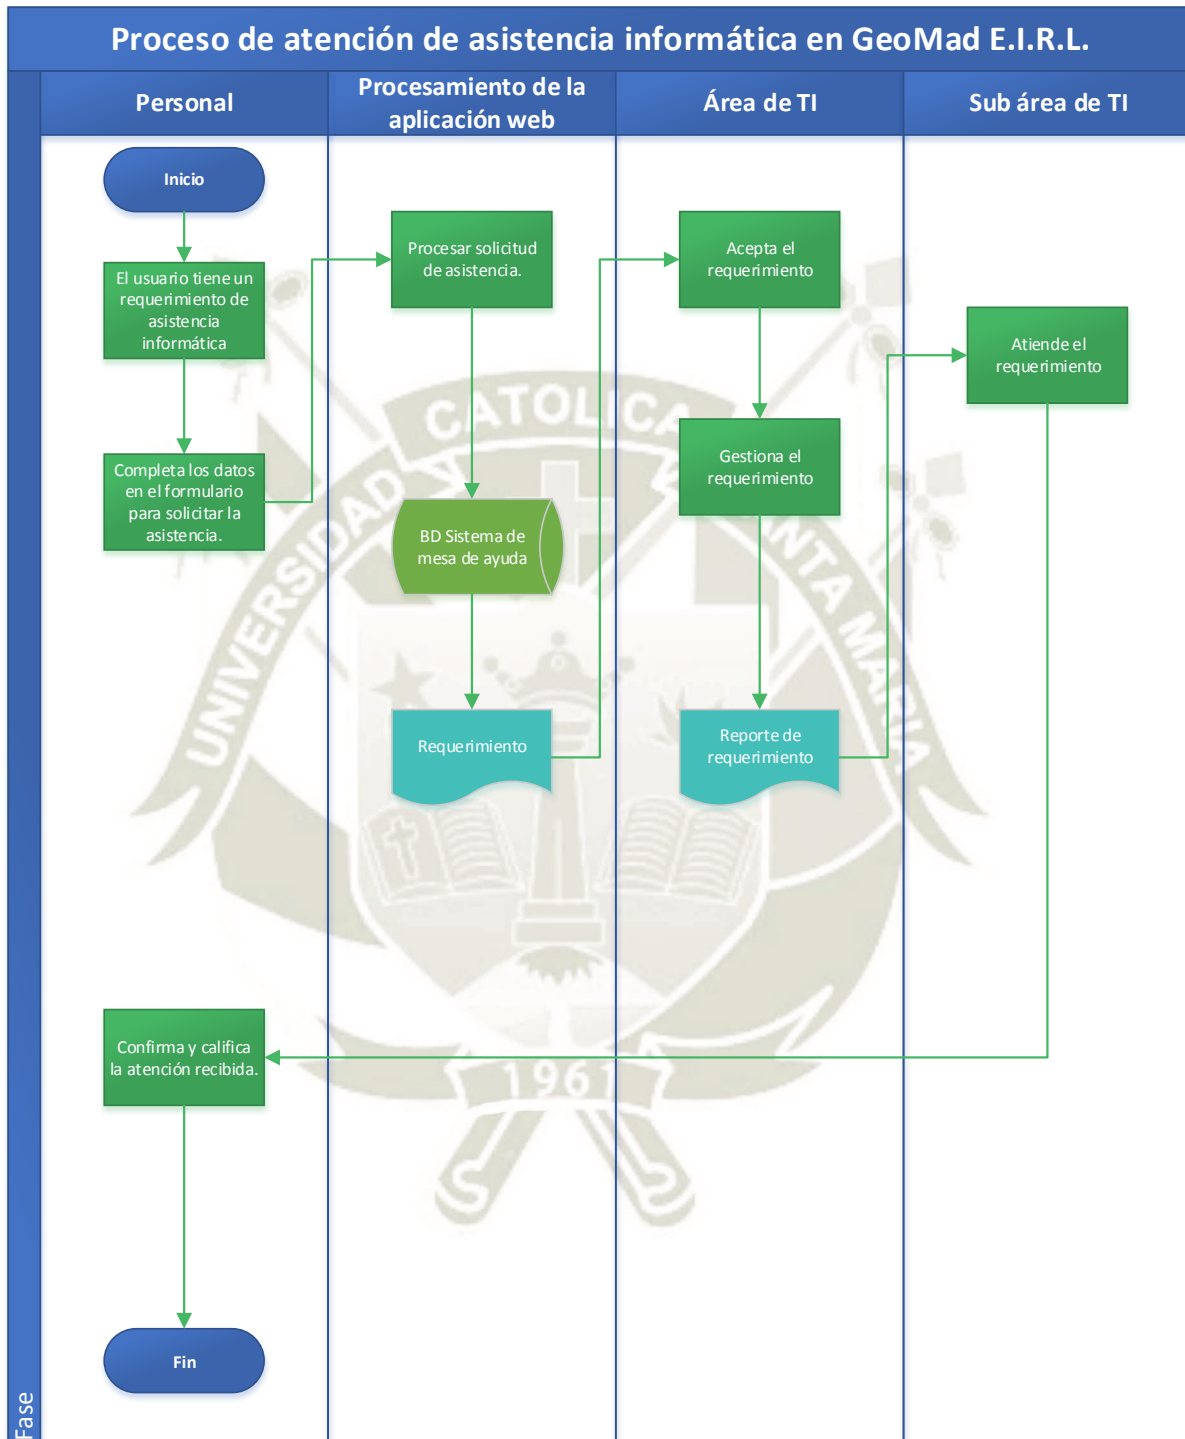 Proceso de atención de asistencia informática en GeoMad E.I.R.L.
Personal
Procesamiento de la
aplicación web
Área de TI
Sub área de TI
Inicio
El usuario tiene un
requerimiento de
asistencia
informática
Completa los datos
en el formulario
para solicitar la
asistencia.
Procesar solicitud
de asistencia.
BD Sistema de
mesa de ayuda
Requerimiento
Acepta el
requerimiento
Gestiona el
requerimiento
Reporte de
requerimiento
Atiende el
requerimiento
Confirma y califica
la atención recibida.
Fin
Fase
UNIVERSIDAD CATOLICA SANTA MARIA
1961